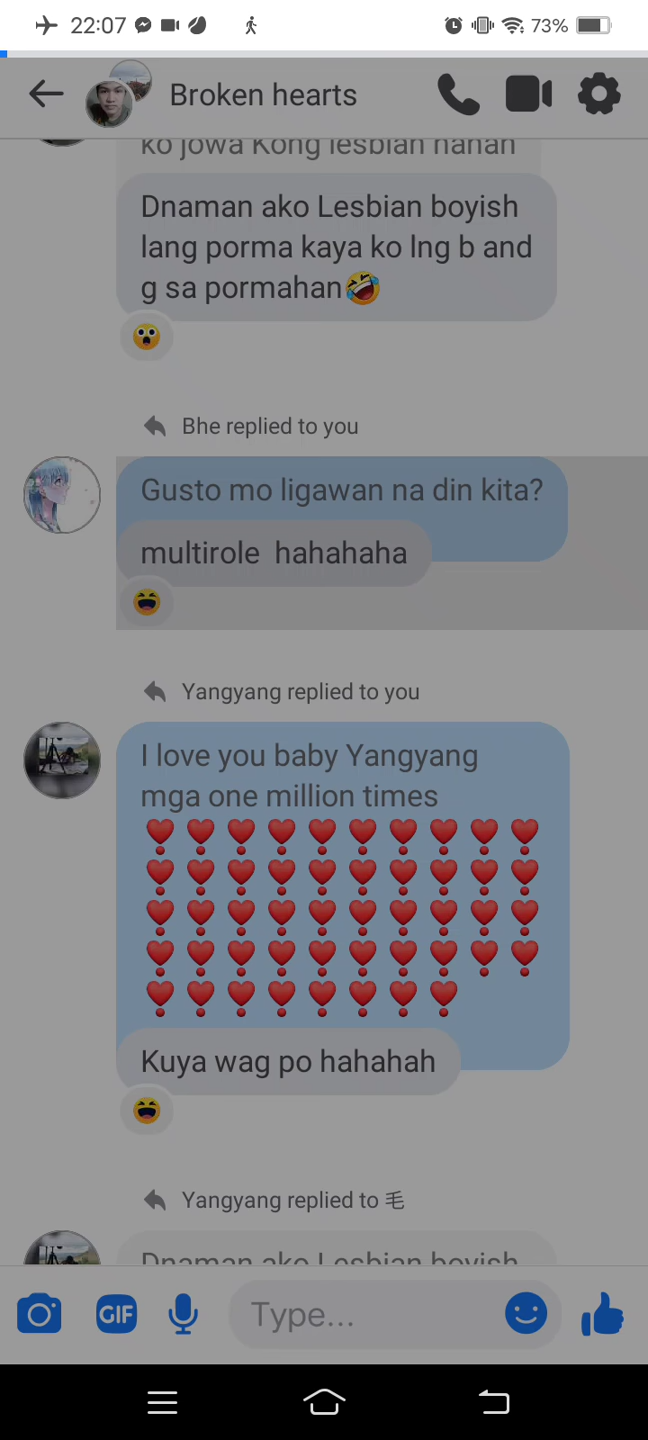 22:07
73%
Broken hearts
ko jowa Kong lesbian hahah
Dnaman ako Lesbian boyish
lang porma kaya ko lng b and
g sa pormahan🤣
Bhe replied to you
Gusto mo ligawan na din kita?
multirole hahahaha
Yangyang replied to you
I love you baby Yangyang
mga one million times
❣❣❣❣❣❣❣❣❣❣
❣❣❣❣❣❣❣❣❣❣
❣❣❣❣❣❣❣❣❣❣
❣❣❣❣❣❣❣❣❣❣
❣❣❣❣❣❣❣❣
Kuya wag po hahahah
Yangyang replied to 毛
Dnaman ako Lesbian boyish
GIF
Type...